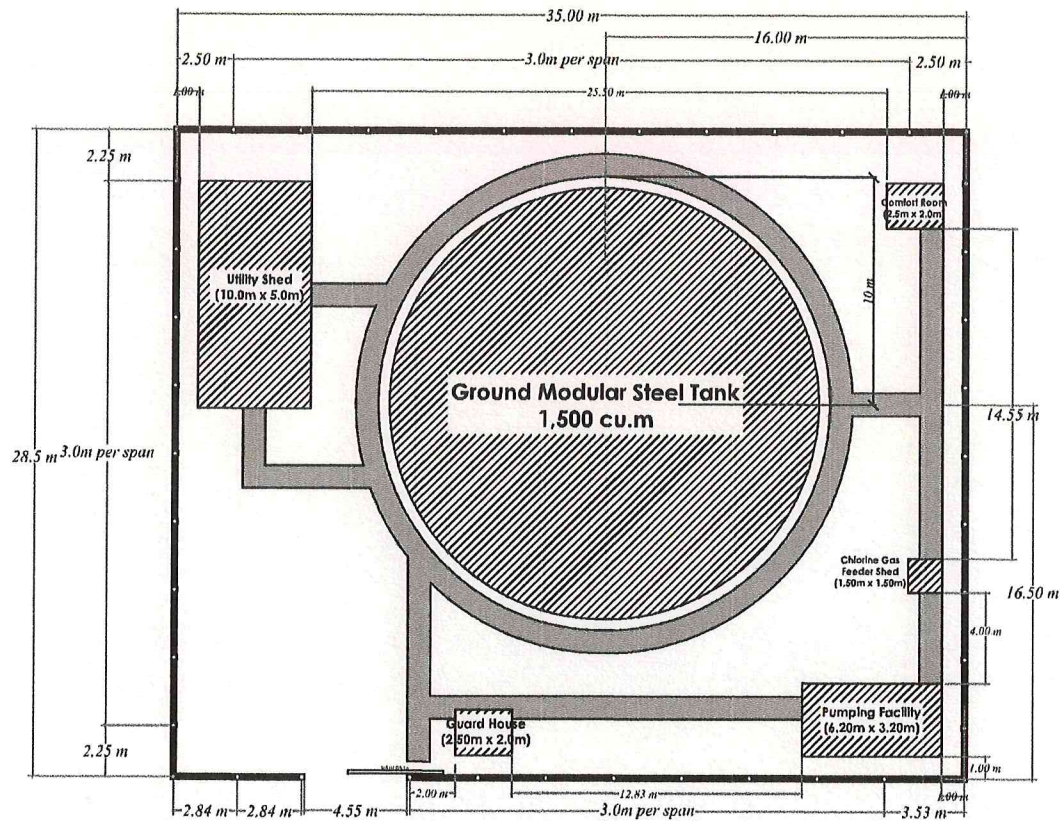 35.00 m
16.00 m
2.50 m
3.0m per span
2.50 m
1.00 m
25.50 m
1.00 m
2.25 m
Comfort Room
(2.5m x 2.0m)
Utility Shed
(10.0m x 5.0m)
10 m
Ground Modular Steel Tank
1,500 cu.m
14.55 m
28.5 m
3.0m per span
Chlorine Gas
Feeder Shed
(1.50m x 1.50m)
16.50 m
4.00 m
Pumping Facility
(6.20m x 3.20m)
Guard House
(2.50m x 2.0m)
2.25 m
1.00 m
2.00 m
12.83 m
1.00 m
2.84 m
2.84 m
4.55 m
3.0m per span
3.53 m